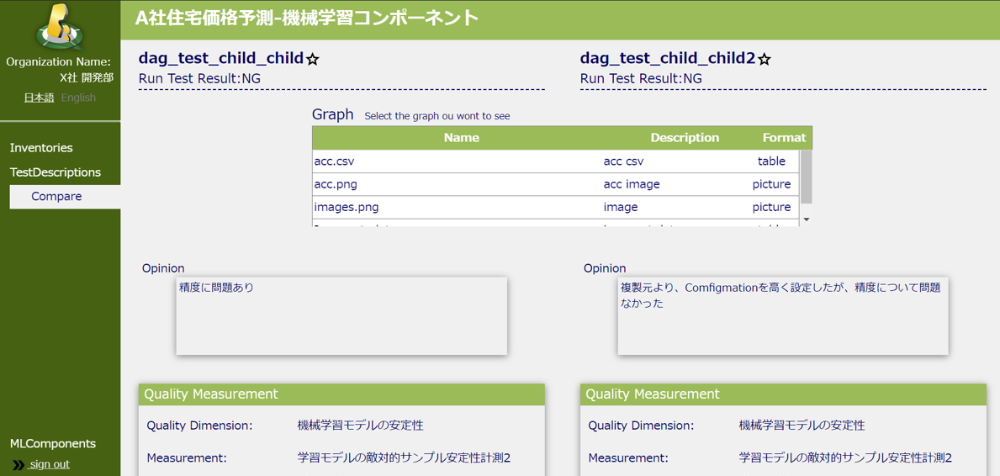 A社住宅価格予測-機械学習コンポーネント
Organization Name:
X社 開発部
日本語 English
Inventories
TestDescriptions
Compare
MLComponents
sign out
dag_test_child_child☆
Run Test Result:NG
dag_test_child_child2☆
Run Test Result:NG
Graph Select the graph ou wont to see
Name Description Format
acc.csv acc csv table
acc.png acc image picture
images.png image picture
Opinion
精度に問題あり
Opinion
複製元より、Comfigmationを高く設定したが、精度について問題
なかった
Quality Measurement
Quality Dimension: 機械学習モデルの安定性
Measurement: 学習モデルの敵対的サンプル安定性計測2
Quality Measurement
Quality Dimension: 機械学習モデルの安定性
Measurement: 学習モデルの敵対的サンプル安定性計測2